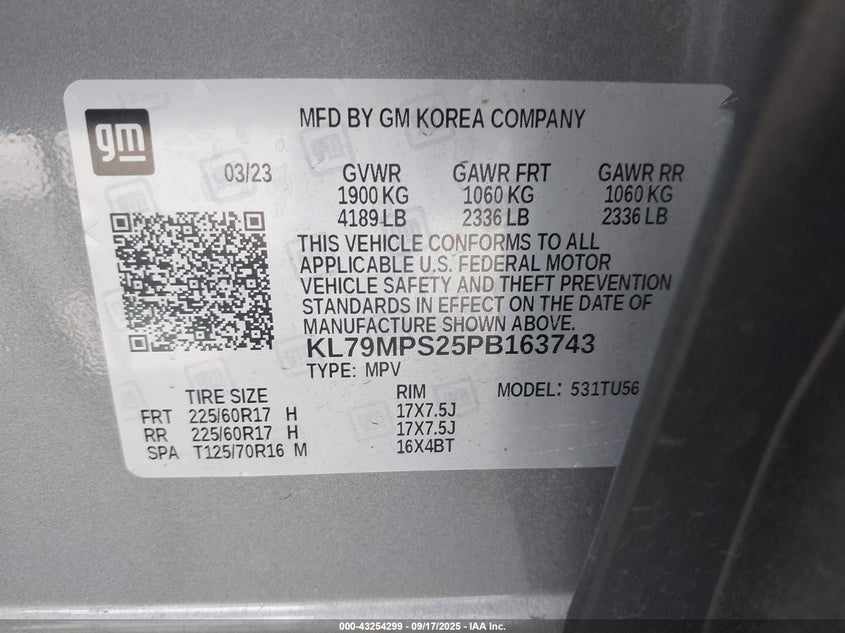 gm
MFD BY GM KOREA COMPANY
03/23 GVWR GAWR FRT GAWR RR
1900 KG 1060 KG 1060 KG
4189 LB 2336 LB 2336 LB
THIS VEHICLE CONFORMS TO ALL
APPLICABLE U.S. FEDERAL MOTOR
VEHICLE SAFETY AND THEFT PREVENTION
STANDARDS IN EFFECT ON THE DATE OF
MANUFACTURE SHOWN ABOVE.
KL79MPS25PB163743
TYPE: MPV
TIRE SIZE RIM MODEL: 531TU56
FRT 225/60R17 H 17X7.5J
RR 225/60R17 H 17X7.5J
SPA T125/70R16 M 16X4BT
000-43254299 - 09/17/2025 - IAA Inc.